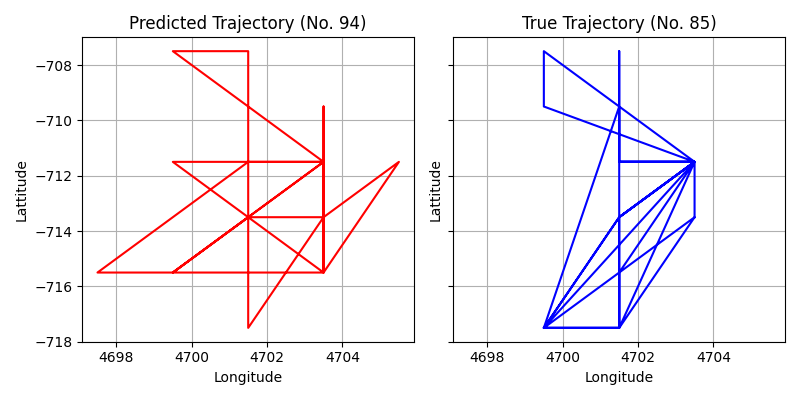 Predicted Trajectory (No. 94)
True Trajectory (No. 85)
Lattitude
−708
−710
−712
−714
−716
−718
4698
4700
4702
4704
Longitude
Lattitude
4698
4700
4702
4704
Longitude